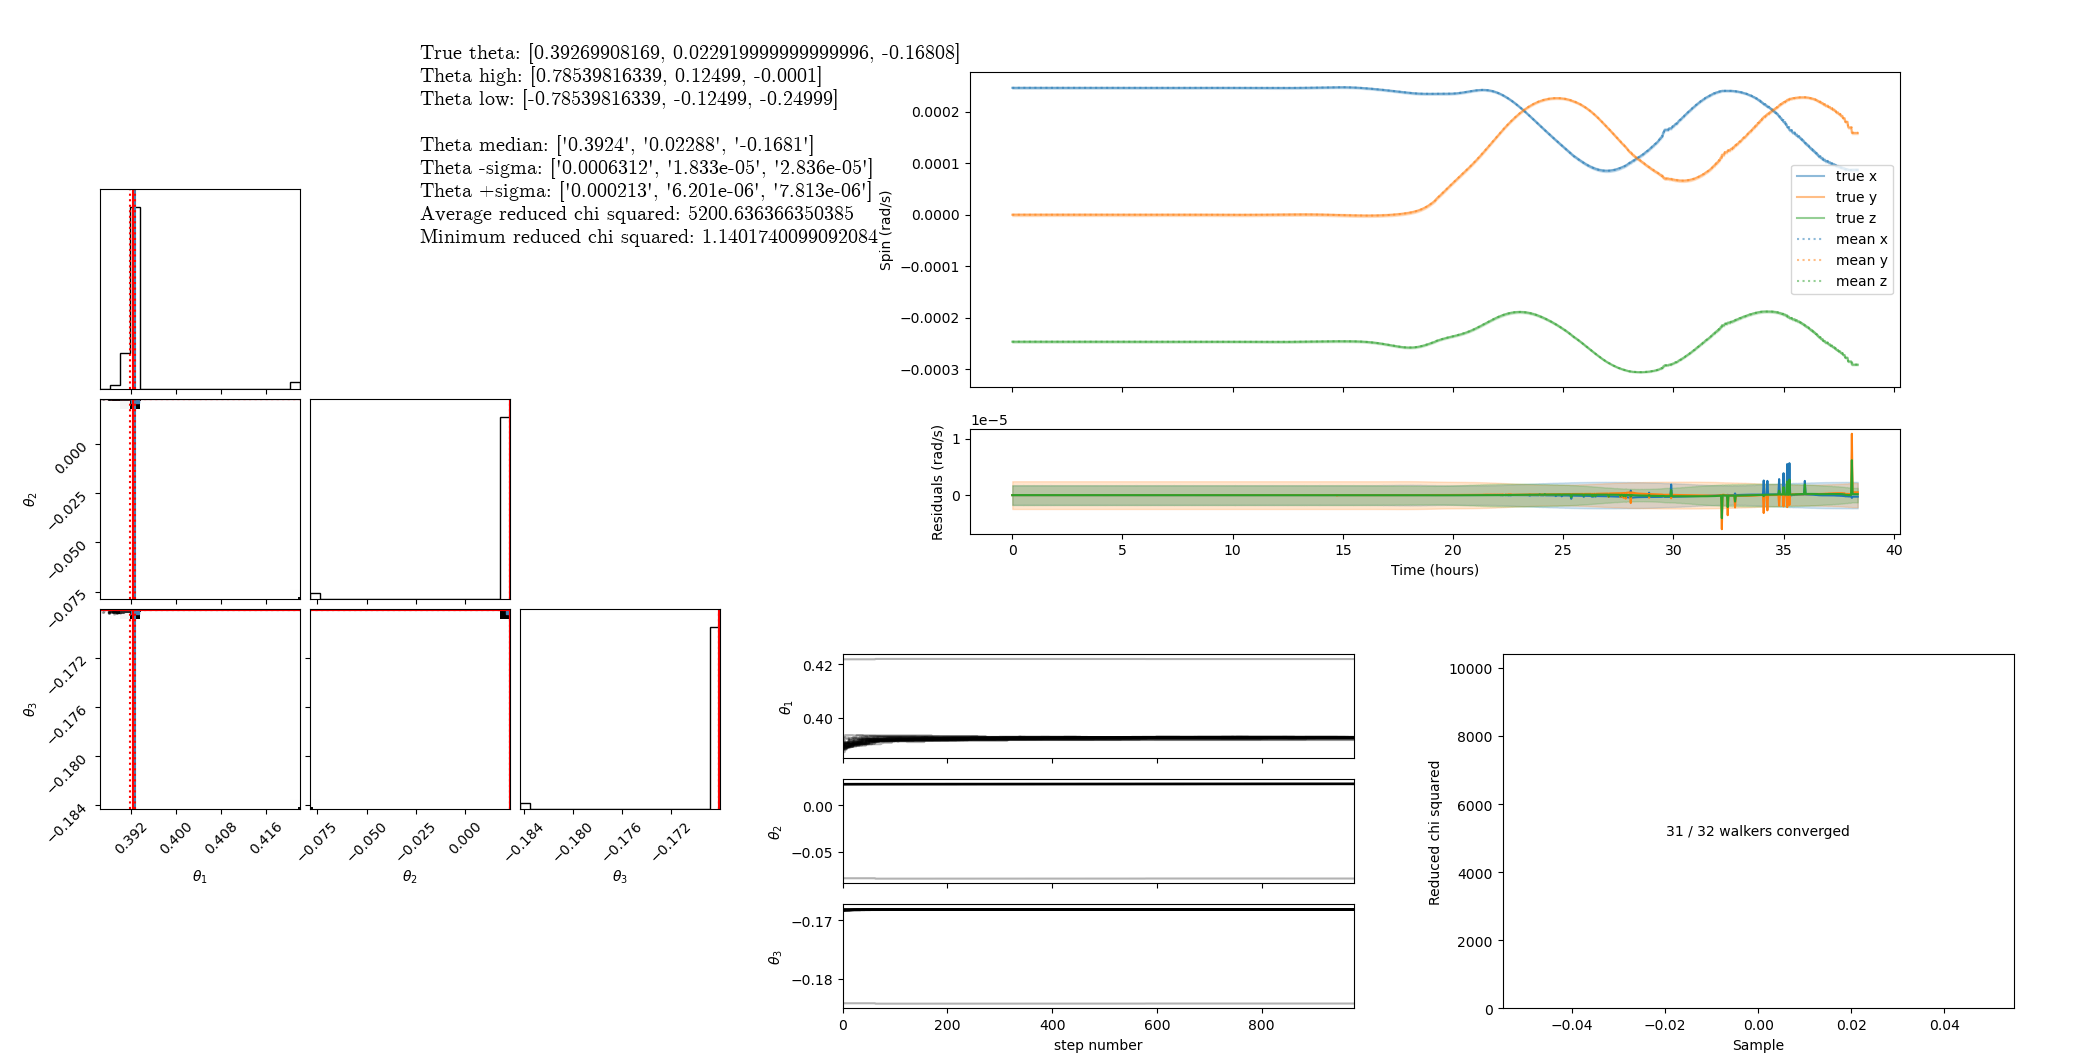 True theta: [0.39269908169, 0.022919999999999996, -0.16808]
Theta high: [0.78539816339, 0.12499, -0.0001]
Theta low: [-0.78539816339, -0.12499, -0.24999]
Theta median: ['0.3924', '0.02288', '-0.1681']
Theta -sigma: ['0.0006312', '1.833e-05', '2.836e-05']
Theta +sigma: ['0.000213', '6.201e-06', '7.813e-06']
Average reduced chi squared: 5200.636366350385
Minimum reduced chi squared: 1.1401740099092084
0.0002
0.0001
0.0000
−0.0001
−0.0002
−0.0003
Spin (rad/s)
true x
true y
true z
mean x
mean y
mean z
1e−5
1
0
Residuals (rad/s)
0 5 10 15 20 25 30 35 40
Time (hours)
0.000
−0.025
−0.050
−0.075
θ2
−0.172
−0.176
−0.180
−0.184
θ3
0.392 0.400 0.408 0.416
θ1
−0.075 −0.050 −0.025 0.000
θ2
−0.184 −0.180 −0.176 −0.172
θ3
0.42
0.40
θ1
0.00
−0.05
θ2
−0.17
−0.18
θ3
0 200 400 600 800
step number
10000
8000
6000
4000
2000
0
Reduced chi squared
31 / 32 walkers converged
−0.04 −0.02 0.00 0.02 0.04
Sample